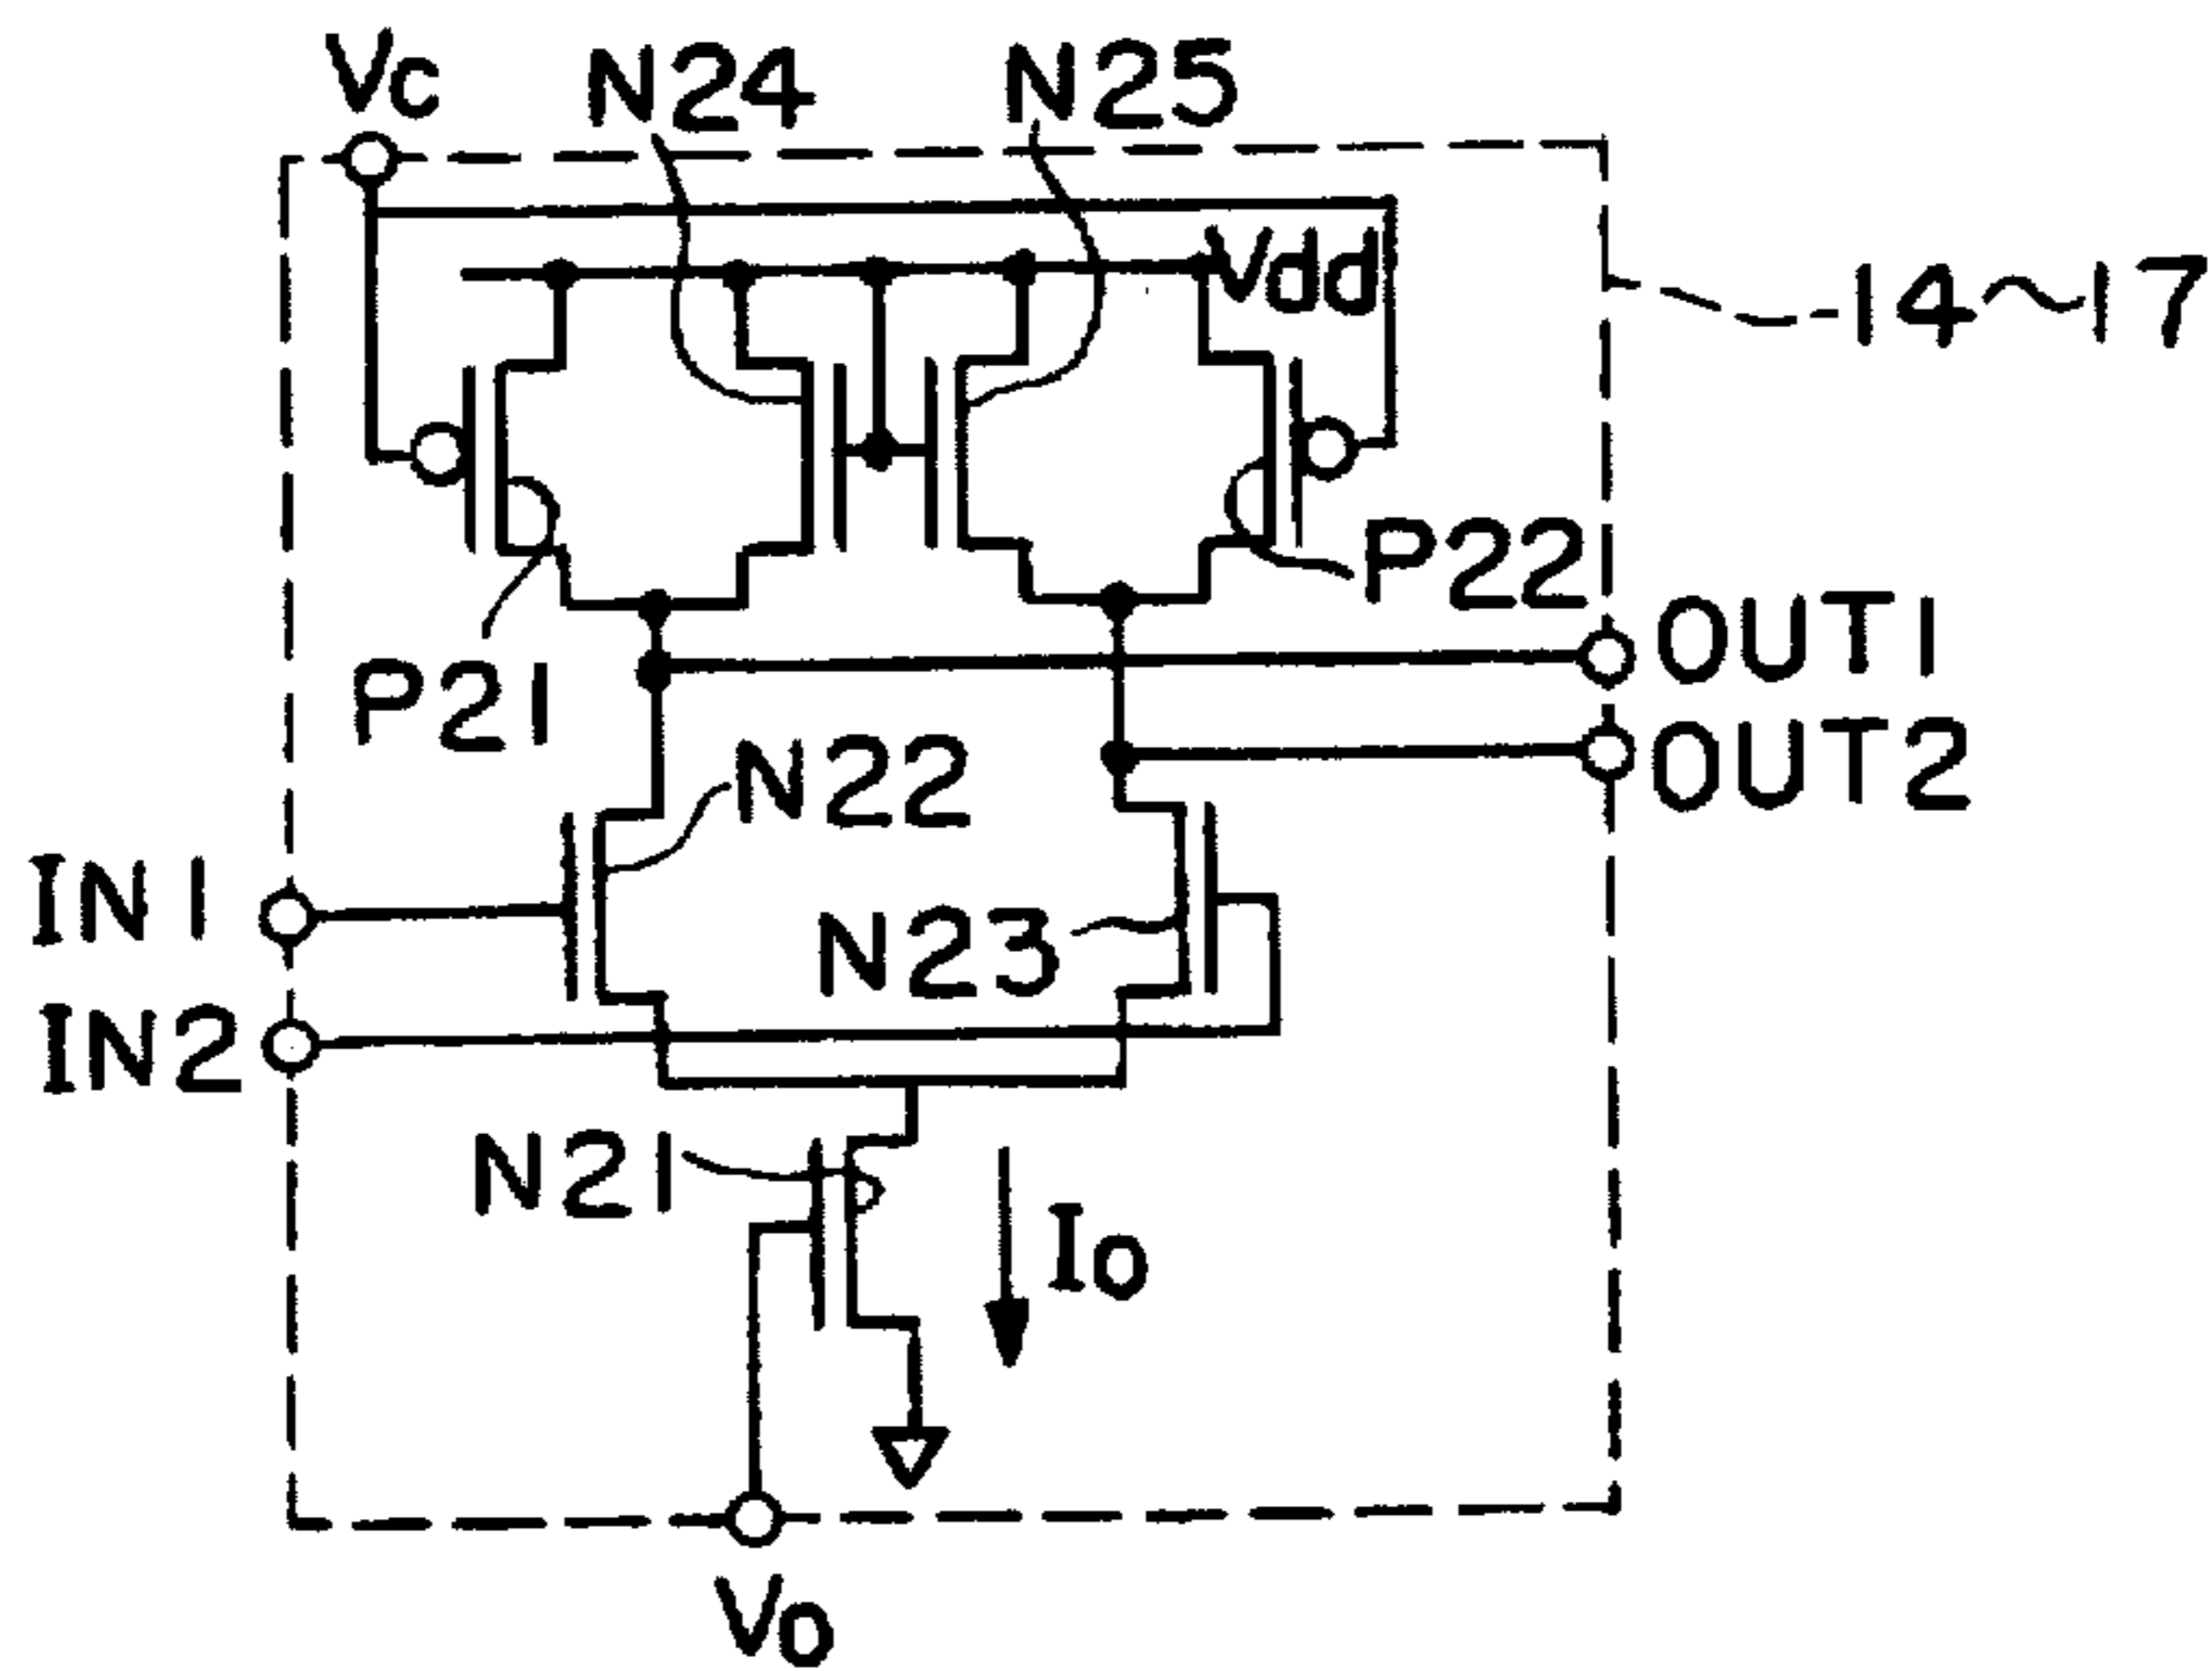 Vc
N24
N25
Vdd
14~17
P22
P21
OUT1
OUT2
N22
IN1
N23
IN2
N21
Io
Vo